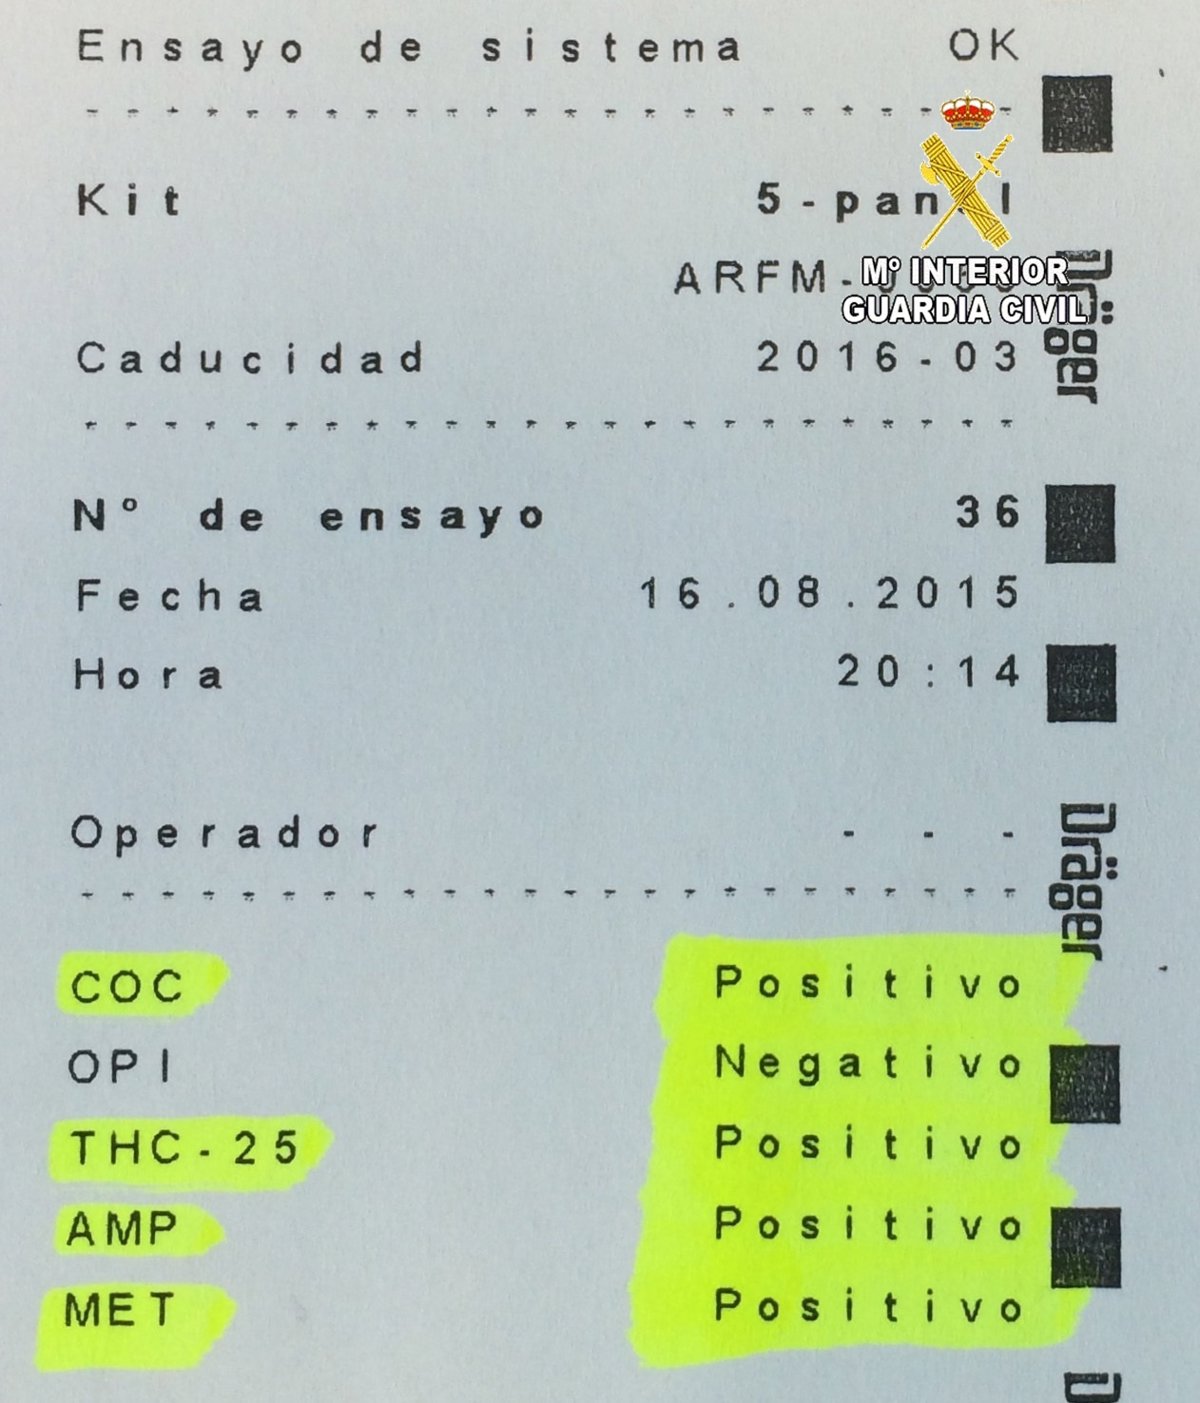 Ensayo de sistema OK
Kit 5-panel
ARFM-
Mº INTERIOR
GUARDIA CIVIL
Caducidad 2016-03
Nº de ensayo 36
Fecha 16.08.2015
Hora 20:14
Operador - - -
COC Positivo
OPI Negativo
THC-25 Positivo
AMP Positivo
MET Positivo
Dräger
Dräger